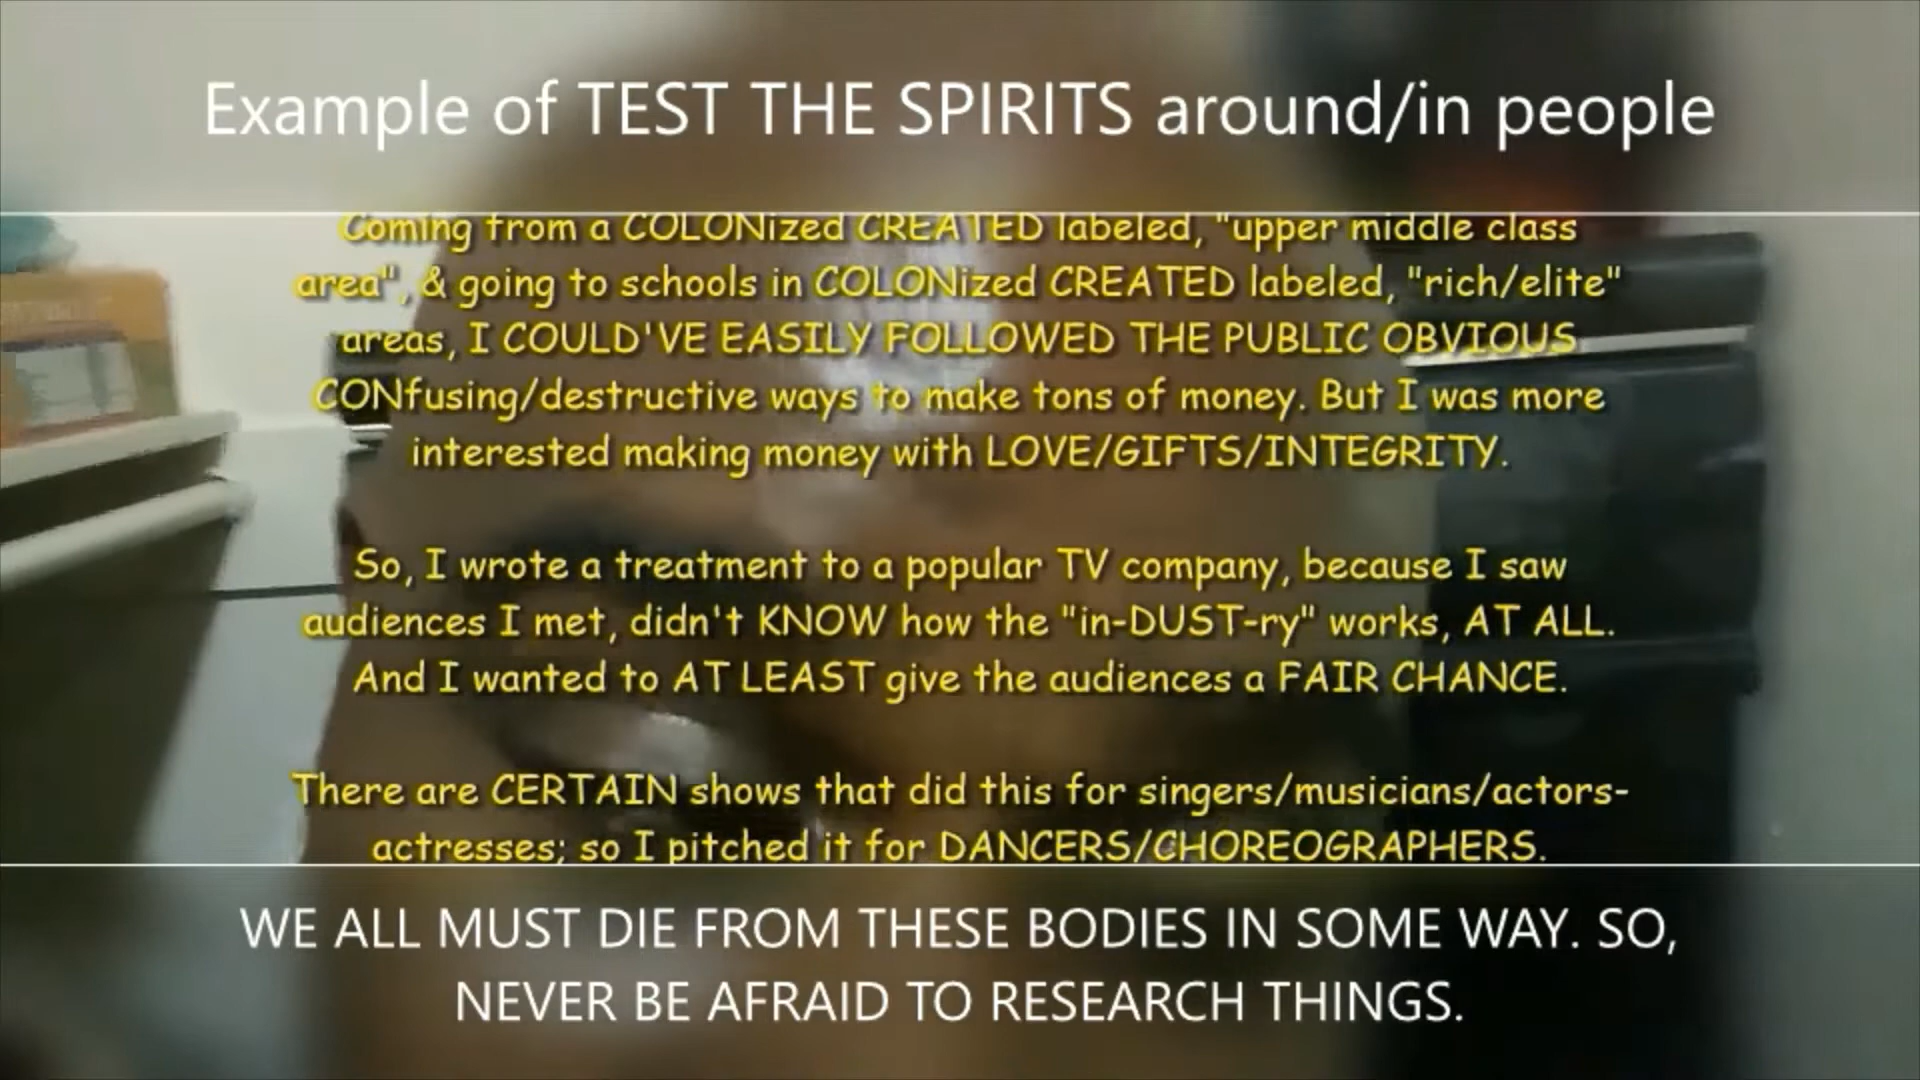 Example of TEST THE SPIRITS around/in people
Coming from a COLONized CREATED labeled, "upper middle class
area", & going to schools in COLONized CREATED labeled, "rich/elite"
areas, I COULD'VE EASILY FOLLOWED THE PUBLIC OBVIOUS
CONfusing/destructive ways to make tons of money. But I was more
interested making money with LOVE/GIFTS/INTEGRITY.
So, I wrote a treatment to a popular TV company, because I saw
audiences I met, didn't KNOW how the "in-DUST-ry" works, AT ALL.
And I wanted to AT LEAST give the audiences a FAIR CHANCE.
There are CERTAIN shows that did this for singers/musicians/actors-
actresses; so I pitched it for DANCERS/CHOREOGRAPHERS.
WE ALL MUST DIE FROM THESE BODIES IN SOME WAY. SO,
NEVER BE AFRAID TO RESEARCH THINGS.